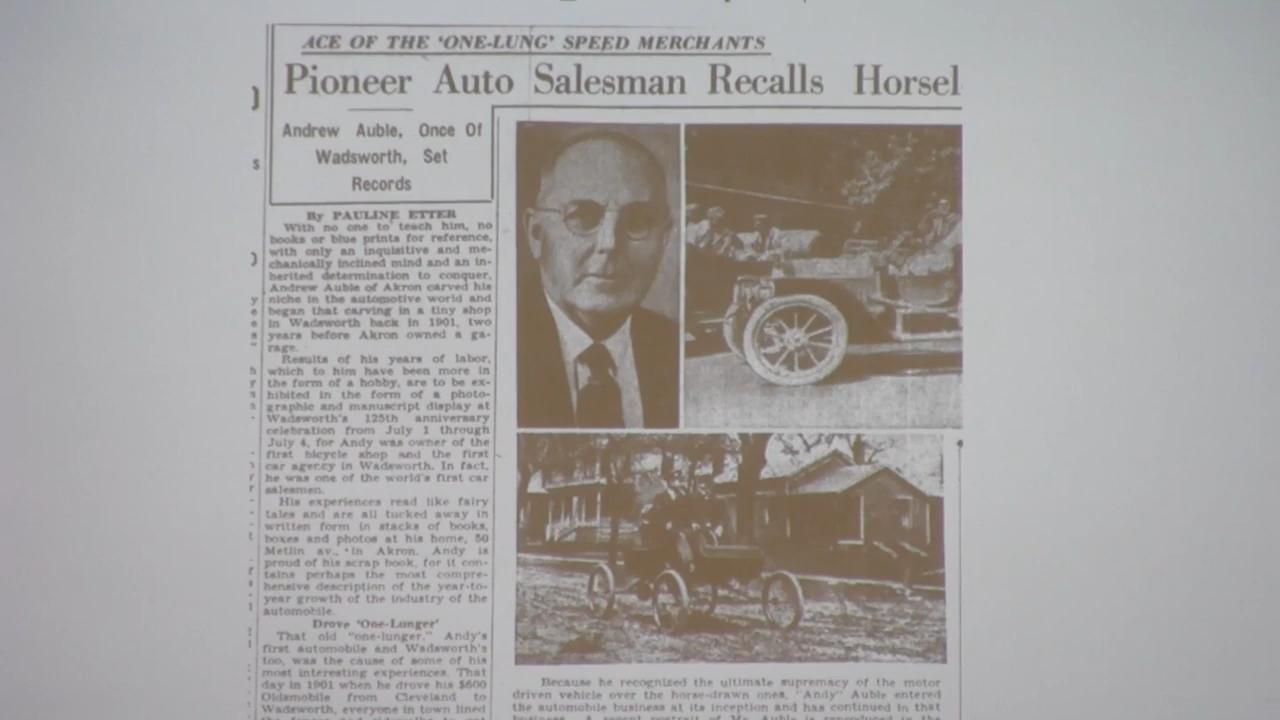 ACE OF THE 'ONE-LUNG' SPEED MERCHANTS
Pioneer Auto Salesman Recalls Horsel
Andrew Auble, Once Of
Wadsworth, Set
Records
By PAULINE ETTER
With no one to teach him, no
books or blue prints for reference,
with only an inquisitive and me-
chanically inclined mind and an in-
herited determination to conquer,
Andrew Auble of Akron carved his
niche in the automotive world and
began that carving in a tiny shop
in Wadsworth back in 1901, two
years before Akron owned a ga-
rage.
Results of his years of labor,
which to him have been more in
the form of a hobby, are to be ex-
hibited in the form of a photo-
graphic and manuscript display at
Wadsworth's 125th anniversary
celebration from July 1 through
July 4, for Andy was owner of the
first bicycle shop and the first
car agency in Wadsworth. In fact,
he was one of the world's first car
salesmen.
His experiences read like fairy
tales and are all tucked away in
written form in stacks of books,
boxes and photos at his home, 50
Metlin av., in Akron. Andy is
proud of his scrap book, for it con-
tains perhaps the most compre-
hensive description of the year-to-
year growth of the industry of the
automobile.
Drove 'One-Lunger'
That old "one-lunger," Andy's
first automobile and Wadsworth's
too, was the cause of some of his
most interesting experiences. That
day in 1901 when he drove his $600
Oldsmobile from Cleveland to
Wadsworth, everyone in town lined
Because he recognized the ultimate supremacy of the motor
driven vehicle over the horse-drawn ones, "Andy" Auble entered
the automobile business at its inception and has continued in that